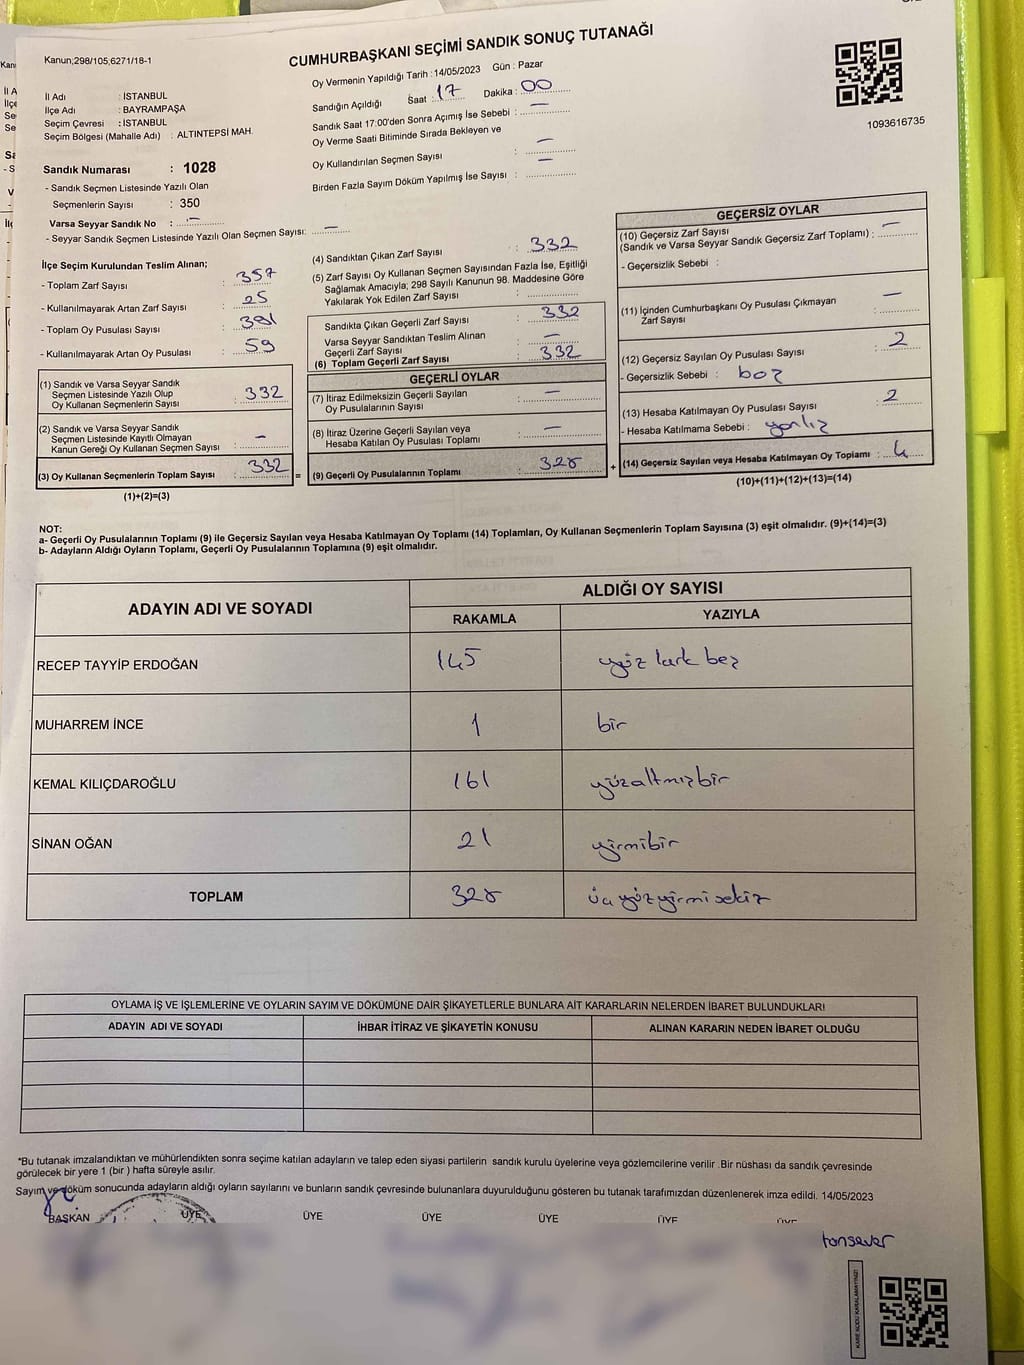 Kanun;298/105;6271/18-1
CUMHURBAŞKANI SEÇİMİ SANDIK SONUÇ TUTANAĞI
Oy Vermenin Yapıldığı Tarih : 14/05/2023 Gün : Pazar
1093616735
İl Adı : İSTANBUL
İlçe Adı : BAYRAMPAŞA
Seçim Çevresi : İSTANBUL
Seçim Bölgesi (Mahalle Adı) : ALTINTEPSİ MAH.
Sandık Numarası : 1028
- Sandık Seçmen Listesinde Yazılı Olan
Seçmenlerin Sayısı : 350
Varsa Seyyar Sandık No : —
- Seyyar Sandık Seçmen Listesinde Yazılı Olan Seçmen Sayısı: —
Sandığın Açıldığı Saat : 17 Dakika : 00
Sandık Saat 17:00'den Sonra Açımış İse Sebebi : —
Oy Verme Saati Bitiminde Sırada Bekleyen ve
Oy Kullandırılan Seçmen Sayısı : —
Birden Fazla Sayım Döküm Yapılmış İse Sayısı : —
İlçe Seçim Kurulundan Teslim Alınan;
- Toplam Zarf Sayısı : 357
- Kullanılmayarak Artan Zarf Sayısı : 25
- Toplam Oy Pusulası Sayısı : 391
- Kullanılmayarak Artan Oy Pusulası : 59
(1) Sandık ve Varsa Seyyar Sandık
Seçmen Listesinde Yazılı Olup
Oy Kullanan Seçmenlerin Sayısı : 332
(2) Sandık ve Varsa Seyyar Sandık
Seçmen Listesinde Kayıtlı Olmayan
Kanun Gereği Oy Kullanan Seçmen Sayısı : —
(3) Oy Kullanan Seçmenlerin Toplam Sayısı : 332
(1)+(2)=(3)
(4) Sandıktan Çıkan Zarf Sayısı : 332
(5) Zarf Sayısı Oy Kullanan Seçmen Sayısından Fazla İse, Eşitliği
Sağlamak Amacıyla; 298 Sayılı Kanunun 98. Maddesine Göre
Yakılarak Yok Edilen Zarf Sayısı :
Sandıkta Çıkan Geçerli Zarf Sayısı : 332
Varsa Seyyar Sandıktan Teslim Alınan
Geçerli Zarf Sayısı : —
(6) Toplam Geçerli Zarf Sayısı : 332
GEÇERLİ OYLAR
(7) İtiraz Edilmeksizin Geçerli Sayılan
Oy Pusulalarının Sayısı : —
(8) İtiraz Üzerine Geçerli Sayılan veya
Hesaba Katılan Oy Pusulası Toplamı : —
= (9) Geçerli Oy Pusulalarının Toplamı : 328
GEÇERSİZ OYLAR
(10) Geçersiz Zarf Sayısı
(Sandık ve Varsa Seyyar Sandık Geçersiz Zarf Toplamı) : —
- Geçersizlik Sebebi :
(11) İçinden Cumhurbaşkanı Oy Pusulası Çıkmayan
Zarf Sayısı : —
(12) Geçersiz Sayılan Oy Pusulası Sayısı : 2
- Geçersizlik Sebebi : boş
(13) Hesaba Katılmayan Oy Pusulası Sayısı : 2
- Hesaba Katılmama Sebebi :
+ (14) Geçersiz Sayılan veya Hesaba Katılmayan Oy Toplamı : 4
(10)+(11)+(12)+(13)=(14)
NOT:
a- Geçerli Oy Pusulalarının Toplamı (9) ile Geçersiz Sayılan veya Hesaba Katılmayan Oy Toplamı (14) Toplamları, Oy Kullanan Seçmenlerin Toplam Sayısına (3) eşit olmalıdır. (9)+(14)=(3)
b- Adayların Aldığı Oyların Toplamı, Geçerli Oy Pusulalarının Toplamına (9) eşit olmalıdır.
ADAYIN ADI VE SOYADI ALDIĞI OY SAYISI
RAKAMLA YAZIYLA
RECEP TAYYİP ERDOĞAN 145 yüz kırk beş
MUHARREM İNCE 1 bir
KEMAL KILIÇDAROĞLU 161 yüzaltmışbir
SİNAN OĞAN 21 yirmibir
TOPLAM 328 üçyüzyirmisekiz
OYLAMA İŞ VE İŞLEMLERİNE VE OYLARIN SAYIM VE DÖKÜMÜNE DAİR ŞİKAYETLERLE BUNLARA AİT KARARLARIN NELERDEN İBARET BULUNDUKLARI
ADAYIN ADI VE SOYADI İHBAR İTİRAZ VE ŞİKAYETİN KONUSU ALINAN KARARIN NEDEN İBARET OLDUĞU
*Bu tutanak imzalandıktan ve mühürlendikten sonra seçime katılan adayların ve talep eden siyasi partilerin sandık kurulu üyelerine veya gözlemcilerine verilir .Bir nüshası da sandık çevresinde
görülecek bir yere 1 (bir ) hafta süreyle asılır.
Sayım ve döküm sonucunda adayların aldığı oyların sayılarını ve bunların sandık çevresinde bulunanlara duyurulduğunu gösteren bu tutanak tarafımızdan düzenlenerek imza edildi. 14/05/2023
BAŞKAN ÜYE ÜYE ÜYE ÜYE ÜYE
tansever
KARE KODU KARALAMAYINIZ!